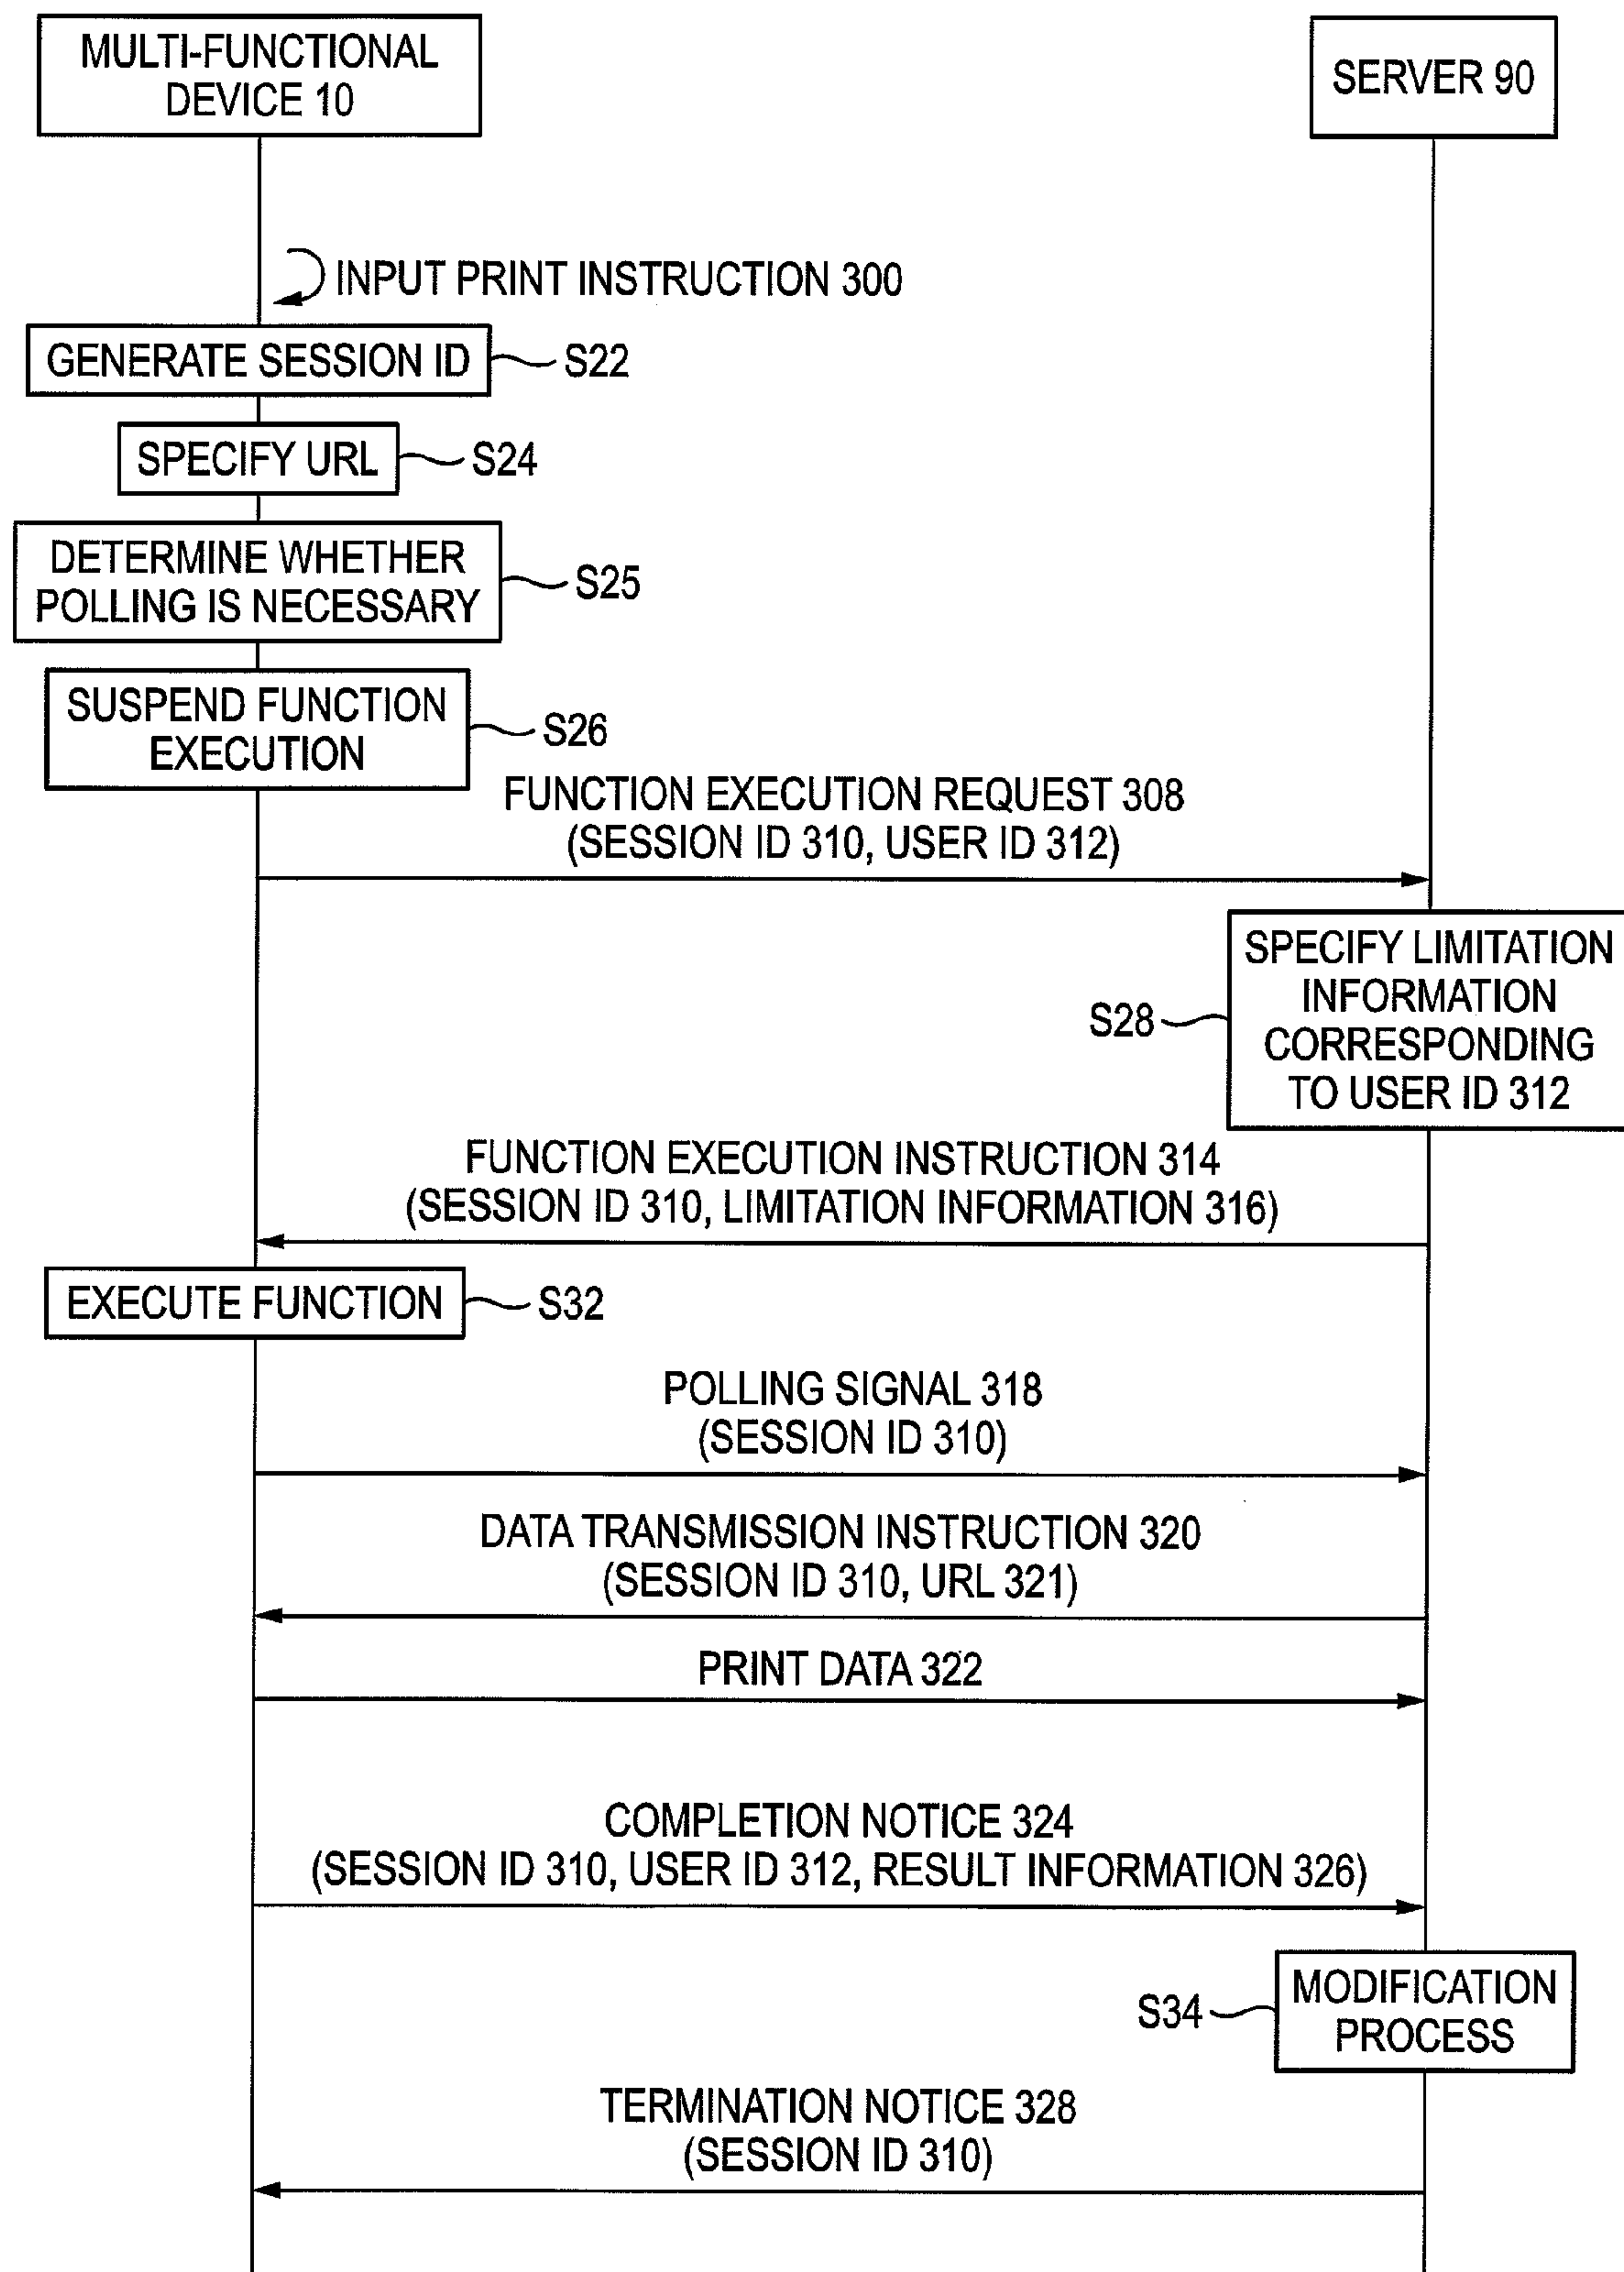 MULTI-FUNCTIONAL
DEVICE 10
SERVER 90
INPUT PRINT INSTRUCTION 300
GENERATE SESSION ID
S22
SPECIFY URL
S24
DETERMINE WHETHER
POLLING IS NECESSARY
S25
SUSPEND FUNCTION
EXECUTION
S26
FUNCTION EXECUTION REQUEST 308
(SESSION ID 310, USER ID 312)
SPECIFY LIMITATION
INFORMATION
CORRESPONDING
TO USER ID 312
S28
FUNCTION EXECUTION INSTRUCTION 314
(SESSION ID 310, LIMITATION INFORMATION 316)
EXECUTE FUNCTION
S32
POLLING SIGNAL 318
(SESSION ID 310)
DATA TRANSMISSION INSTRUCTION 320
(SESSION ID 310, URL 321)
PRINT DATA 322
COMPLETION NOTICE 324
(SESSION ID 310, USER ID 312, RESULT INFORMATION 326)
MODIFICATION
PROCESS
S34
TERMINATION NOTICE 328
(SESSION ID 310)